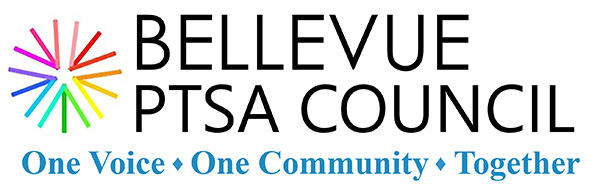 BELLEVUE
PTSA COUNCIL
One Voice ♦ One Community ♦ Together